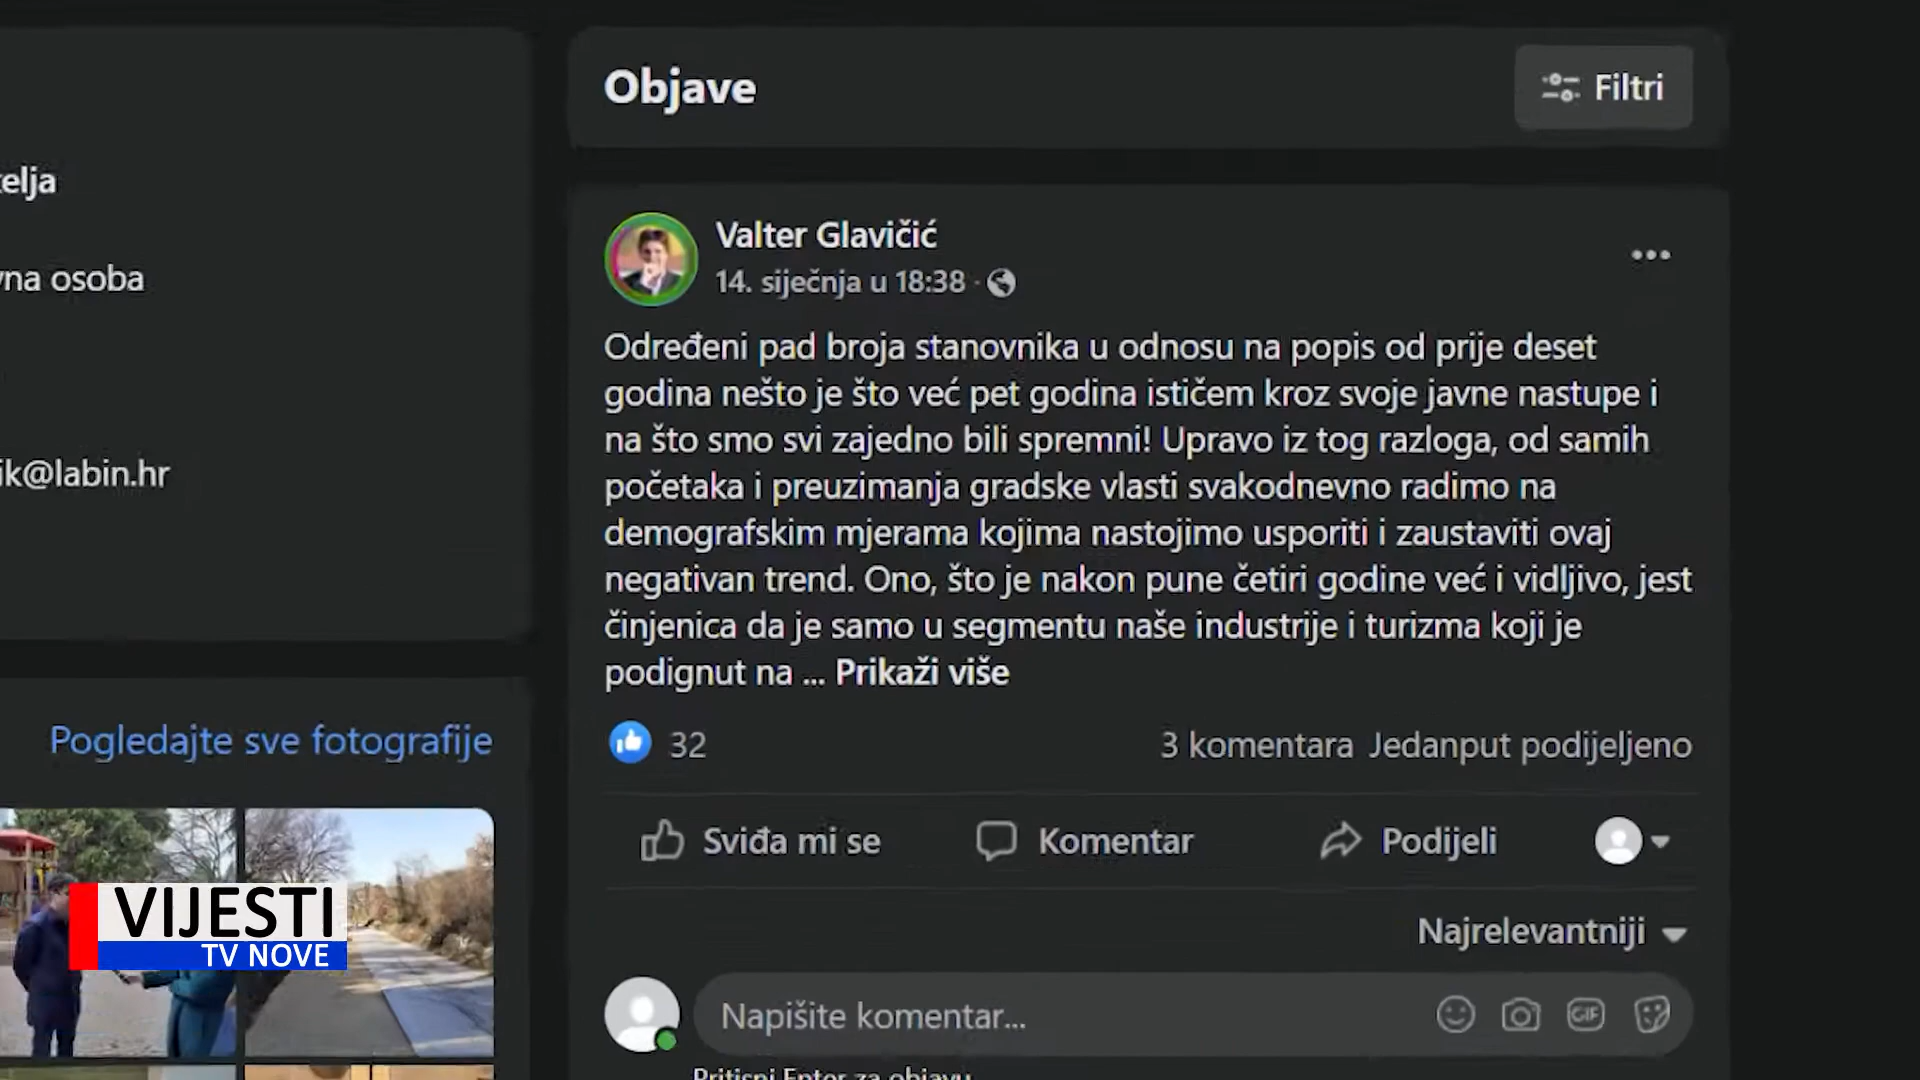 Objave
Filtri
telja
vna osoba
ik@labin.hr
Valter Glavičić
14. siječnja u 18:38 ·
Određeni pad broja stanovnika u odnosu na popis od prije deset
godina nešto je što već pet godina ističem kroz svoje javne nastupe i
na što smo svi zajedno bili spremni! Upravo iz tog razloga, od samih
početaka i preuzimanja gradske vlasti svakodnevno radimo na
demografskim mjerama kojima nastojimo usporiti i zaustaviti ovaj
negativan trend. Ono, što je nakon pune četiri godine već i vidljivo, jest
činjenica da je samo u segmentu naše industrije i turizma koji je
podignut na ... Prikaži više
32
3 komentara Jedanput podijeljeno
Sviđa mi se
Komentar
Podijeli
Najrelevantniji
Napišite komentar...
GIF
Pritisni Enter za objavu
Pogledajte sve fotografije
VIJESTI
TV NOVE